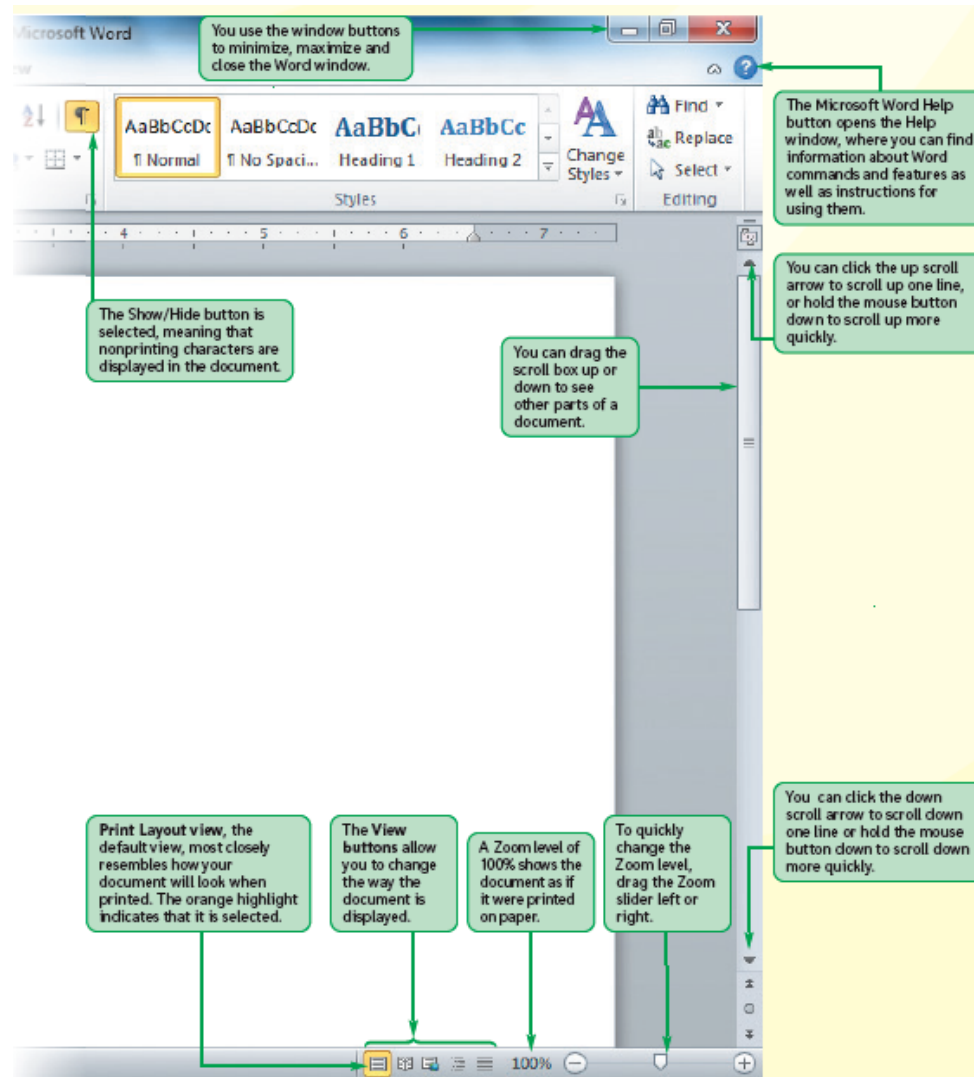 Microsoft Word
You use the window buttons
to minimize, maximize and
close the Word window.
The Microsoft Word Help
button opens the Help
window, where you can find
information about Word
commands and features as
well as instructions for
using them.
AaBbCcDc AaBbCcDc AaBbC AaBbCc
¶ Normal ¶ No Spaci... Heading 1 Heading 2
Change
Styles
Find
Replace
Select
Styles
Editing
4 5 6 7
You can click the up scroll
arrow to scroll up one line,
or hold the mouse button
down to scroll up more
quickly.
The Show/Hide button is
selected, meaning that
nonprinting characters are
displayed in the document.
You can drag the
scroll box up or
down to see
other parts of a
document.
Print Layout view, the
default view, most closely
resembles how your
document will look when
printed. The orange highlight
indicates that it is selected.
The View
buttons allow
you to change
the way the
document is
displayed.
A Zoom level of
100% shows the
document as if
it were printed
on paper.
To quickly
change the
Zoom level,
drag the Zoom
slider left or
right.
You can click the down
scroll arrow to scroll down
one line or hold the mouse
button down to scroll down
more quickly.
100%